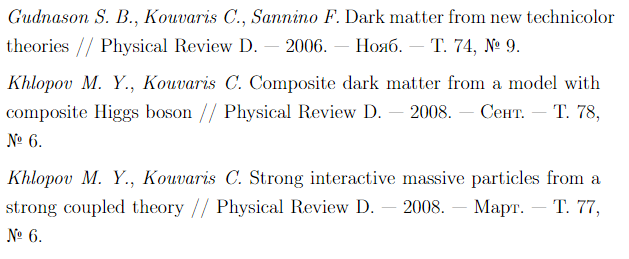 Gudnason S. B., Kouvaris C., Sannino F. Dark matter from new technicolor
theories // Physical Review D. — 2006. — Нояб. — Т. 74, № 9.
Khlopov M. Y., Kouvaris C. Composite dark matter from a model with
composite Higgs boson // Physical Review D. — 2008. — Сент. — Т. 78,
№ 6.
Khlopov M. Y., Kouvaris C. Strong interactive massive particles from a
strong coupled theory // Physical Review D. — 2008. — Март. — Т. 77,
№ 6.